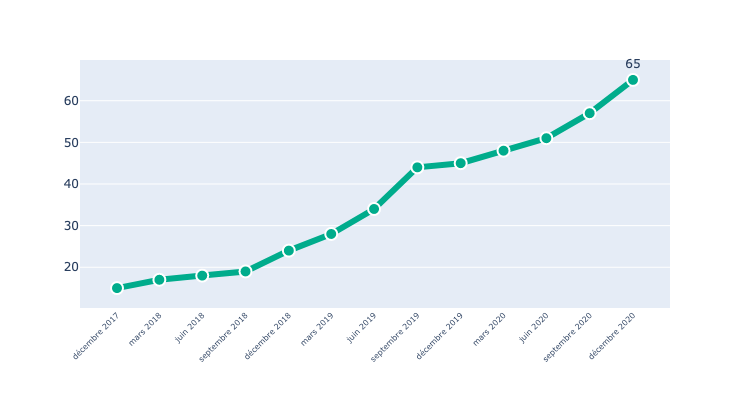 65
60
50
40
30
20
décembre 2017
mars 2018
juin 2018
septembre 2018
décembre 2018
mars 2019
juin 2019
septembre 2019
décembre 2019
mars 2020
juin 2020
septembre 2020
décembre 2020